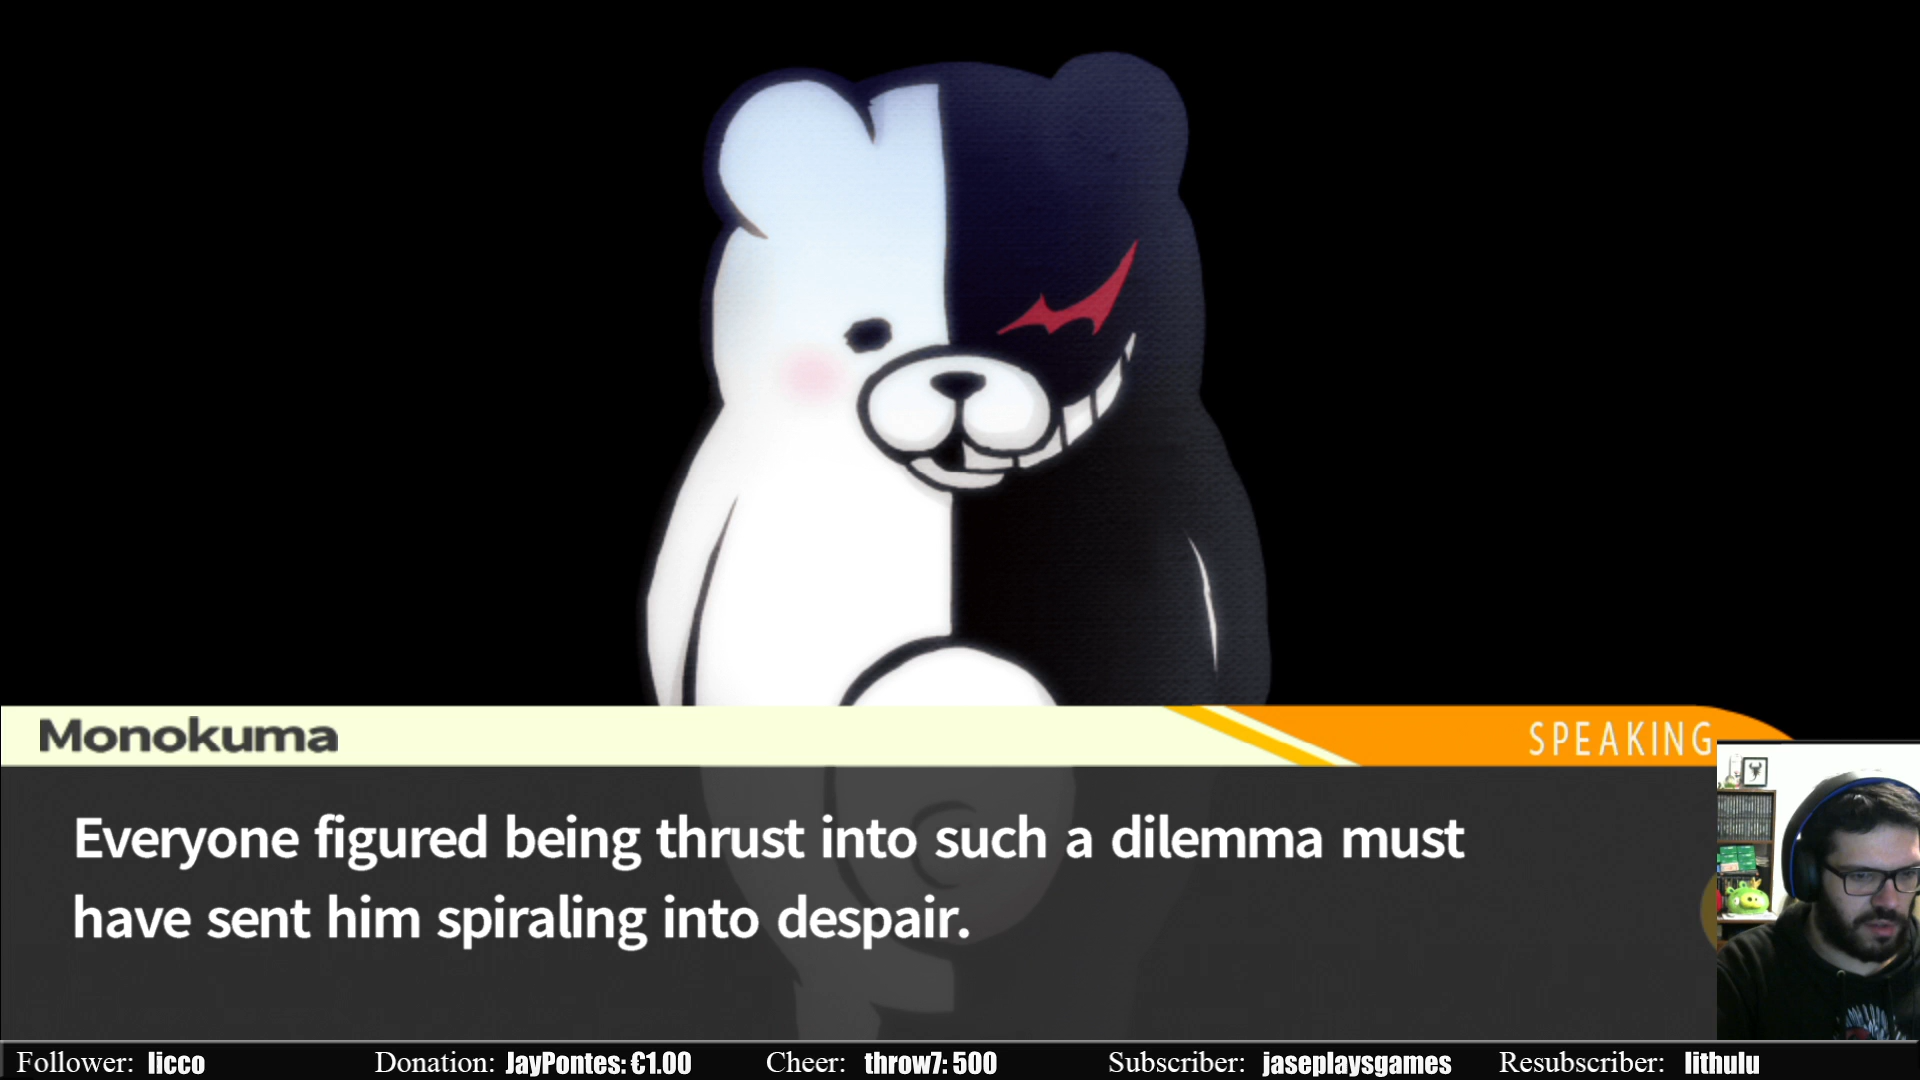 Monokuma
SPEAKING
Everyone figured being thrust into such a dilemma must
have sent him spiraling into despair.
Follower: licco Donation: JayPontes: €1.00 Cheer: throw7: 500 Subscriber: jaseplaysgames Resubscriber: lithulu